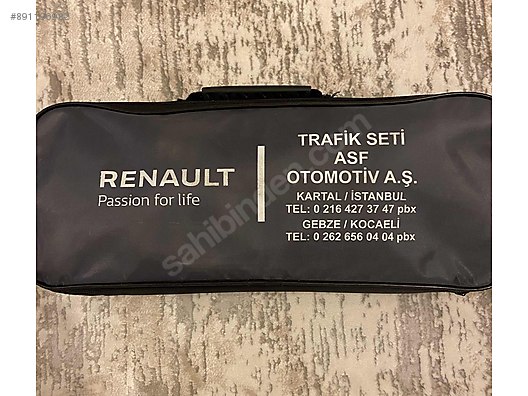 RENAULT
Passion for life
TRAFİK SETİ
ASF
OTOMOTİV A.Ş.
KARTAL / İSTANBUL
TEL: 0 216 427 37 47 pbx
GEBZE / KOCAELİ
TEL: 0 262 656 04 04 pbx
sahibinden.com